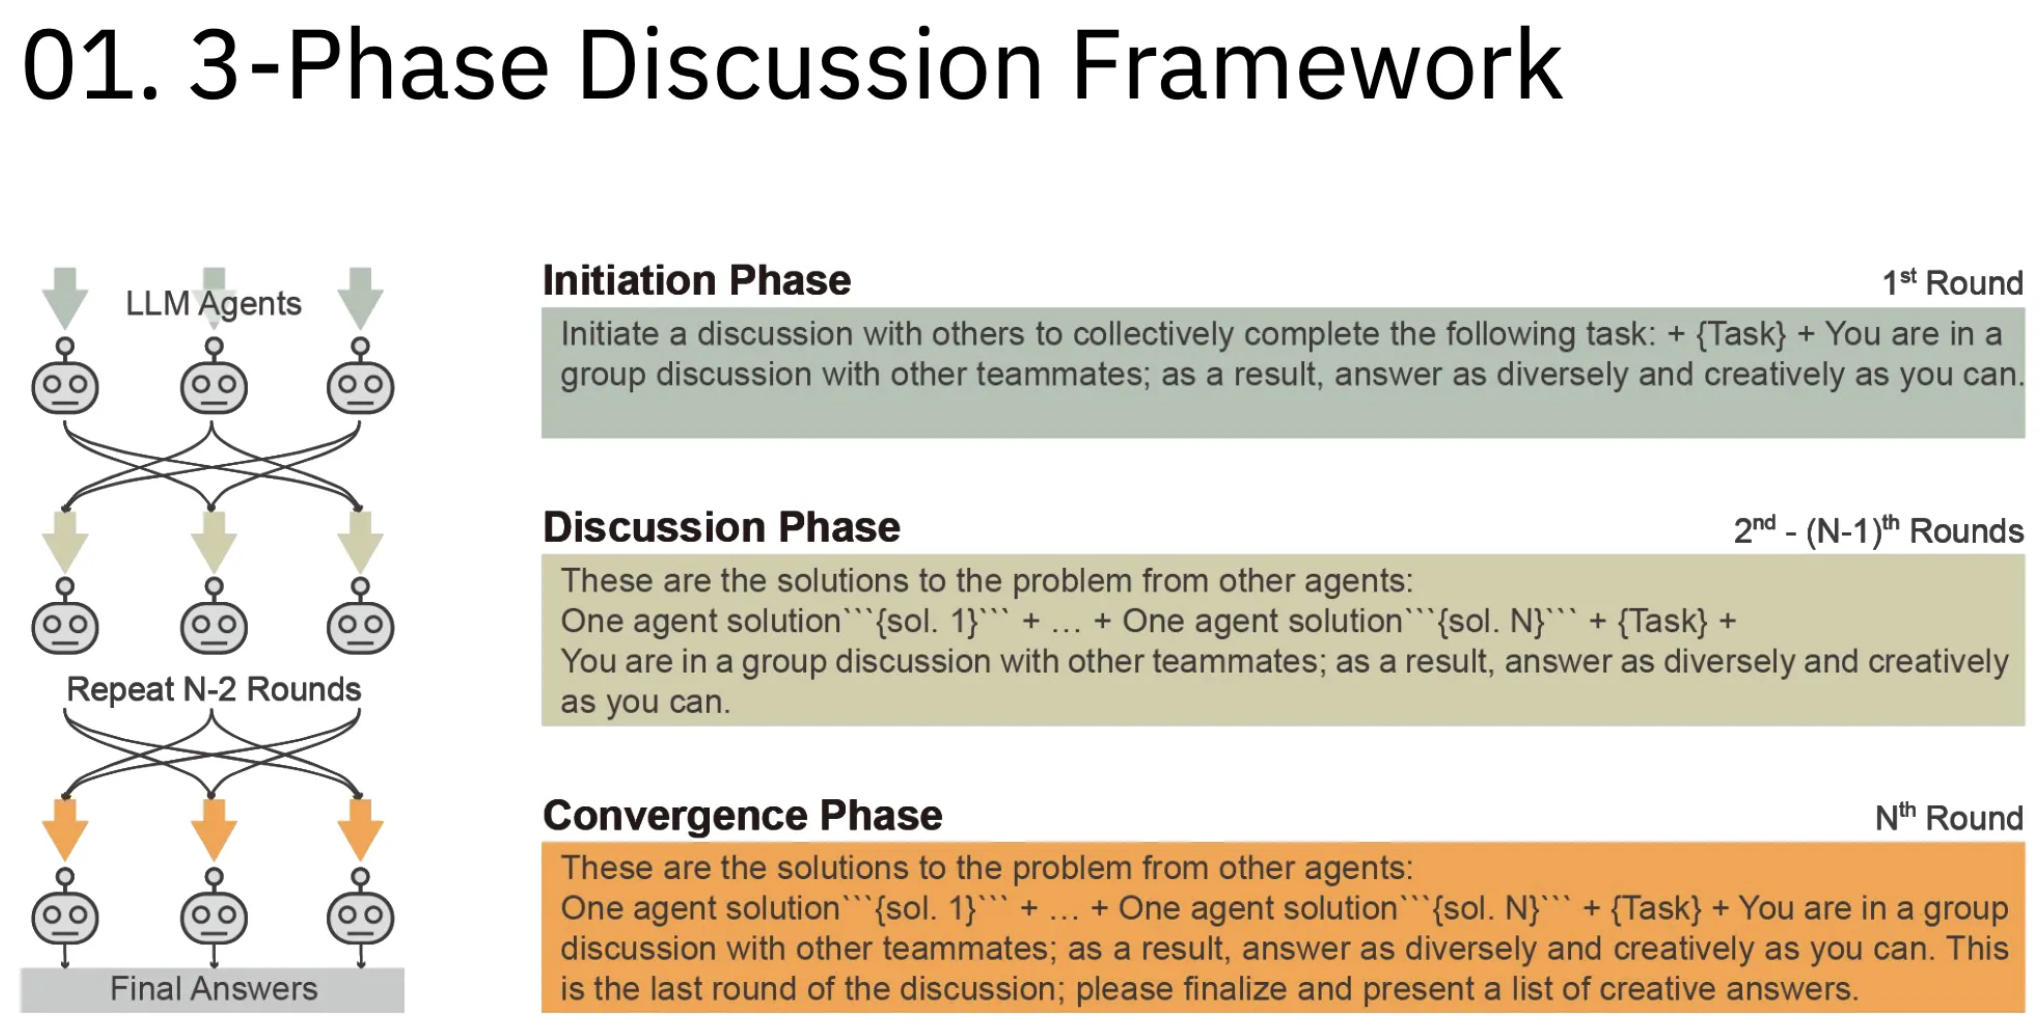 01. 3-Phase Discussion Framework
LLM Agents
Repeat N-2 Rounds
Final Answers
Initiation Phase
1st Round
Initiate a discussion with others to collectively complete the following task: + {Task} + You are in a
group discussion with other teammates; as a result, answer as diversely and creatively as you can.
Discussion Phase
2nd - (N-1)th Rounds
These are the solutions to the problem from other agents:
One agent solution```{sol. 1}``` + … + One agent solution```{sol. N}``` + {Task} +
You are in a group discussion with other teammates; as a result, answer as diversely and creatively
as you can.
Convergence Phase
Nth Round
These are the solutions to the problem from other agents:
One agent solution```{sol. 1}``` + … + One agent solution```{sol. N}``` + {Task} + You are in a group
discussion with other teammates; as a result, answer as diversely and creatively as you can. This
is the last round of the discussion; please finalize and present a list of creative answers.